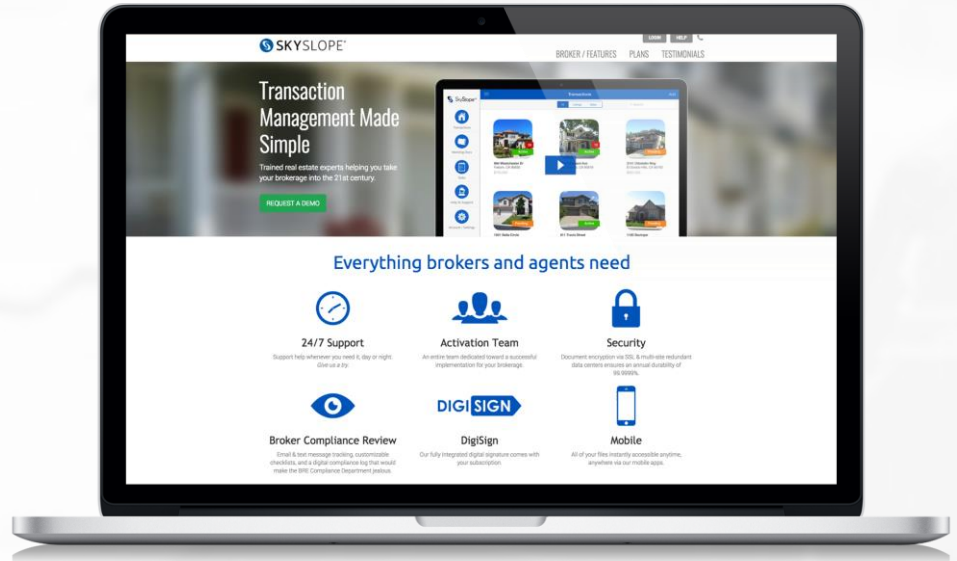 SKYSLOPE
LOGIN HELP
BROKER / FEATURES PLANS TESTIMONIALS
Transaction
Management Made
Simple
Trained real estate experts helping you take
your brokerage into the 21st century.
REQUEST A DEMO
SkySlope
Transactions
Everything brokers and agents need
24/7 Support
Support help whenever you need it, day or night.
Give us a try.
Activation Team
An entire team dedicated toward a successful
implementation for your brokerage.
Security
Document encryption via SSL & multi-site redundant
data centers ensures an annual durability of
99.9999%.
Broker Compliance Review
Email & text message tracking, customizable
checklists, and a digital compliance log that would
make the BRE Compliance Department jealous.
DIGISIGN
DigiSign
Our fully integrated digital signature comes with
your subscription
Mobile
All of your files instantly accessible anytime,
anywhere via our mobile apps.